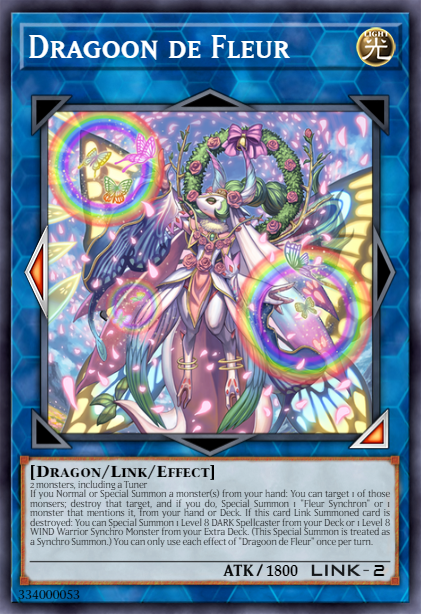 Dragoon de Fleur
LIGHT
光
[Dragon/Link/Effect]
2 monsters, including a Tuner
If you Normal or Special Summon a monster(s) from your hand: You can target 1 of those
monsers; destroy that target, and if you do, Special Summon 1 "Fleur Synchron" or 1
monster that mentions it, from your hand or Deck. If this card Link Summoned card is
destroyed: You can Special Summon 1 Level 8 DARK Spellcaster from your Deck or 1 Level 8
WIND Warrior Synchro Monster from your Extra Deck. (This Special Summon is treated as
a Synchro Summon.) You can only use each effect of "Dragoon de Fleur" once per turn.
ATK/1800 LINK-2
334000053